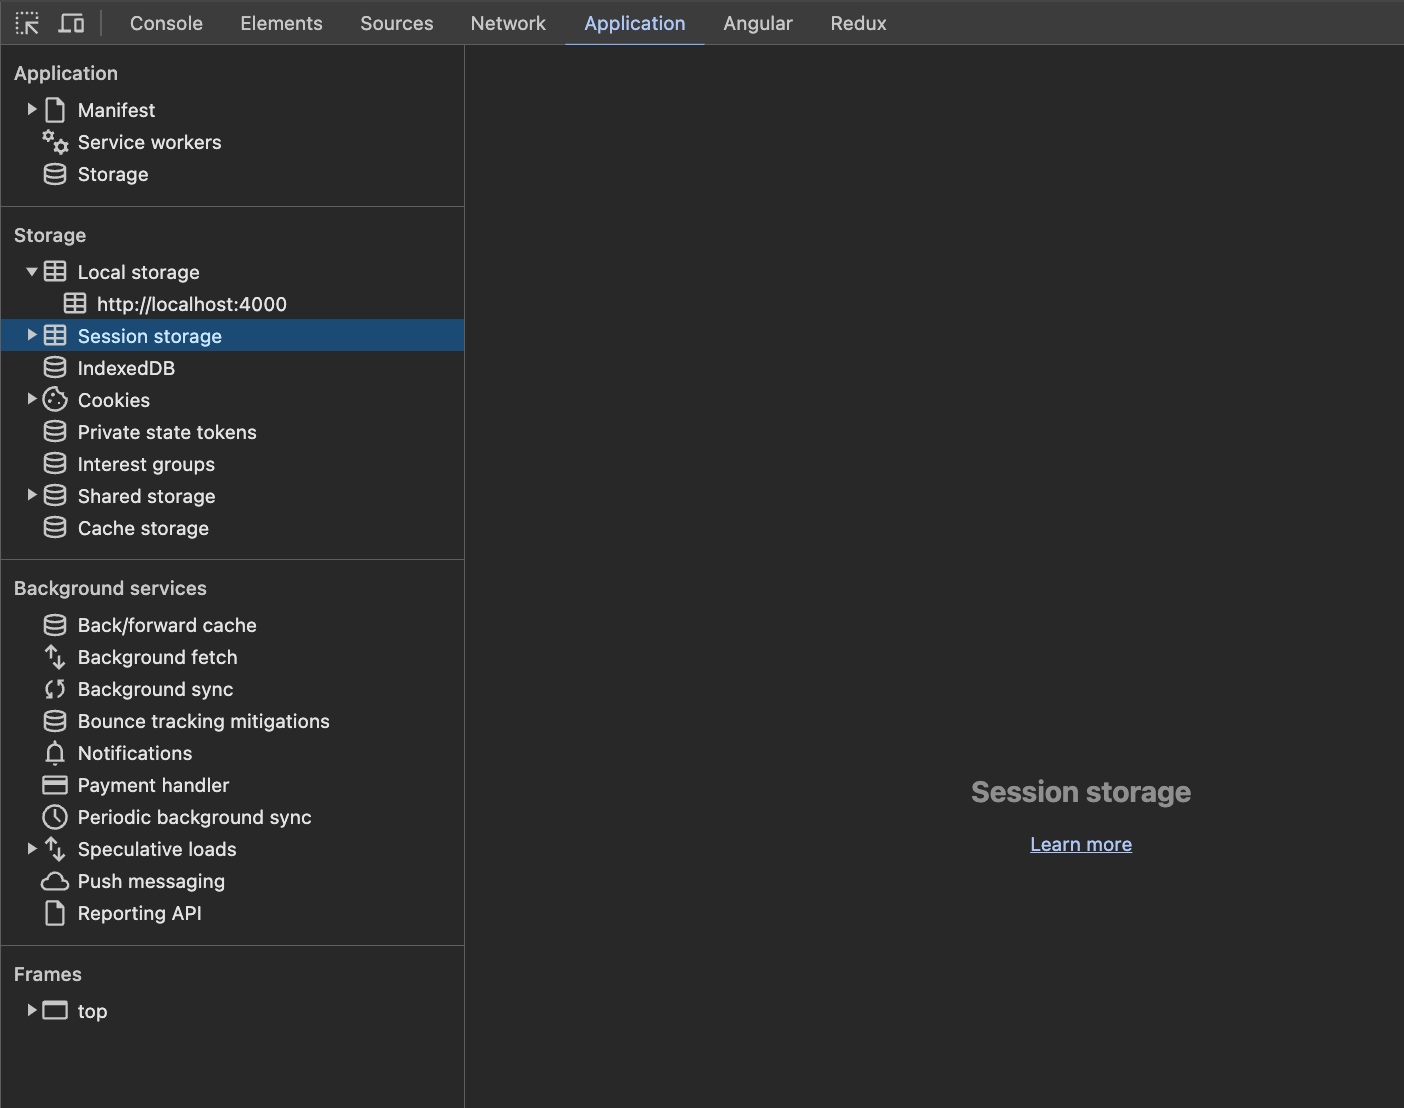 Console Elements Sources Network Application Angular Redux
Application
Manifest
Service workers
Storage
Storage
Local storage
http://localhost:4000
Session storage
IndexedDB
Cookies
Private state tokens
Interest groups
Shared storage
Cache storage
Background services
Back/forward cache
Background fetch
Background sync
Bounce tracking mitigations
Notifications
Payment handler
Periodic background sync
Speculative loads
Push messaging
Reporting API
Frames
top
Session storage
Learn more